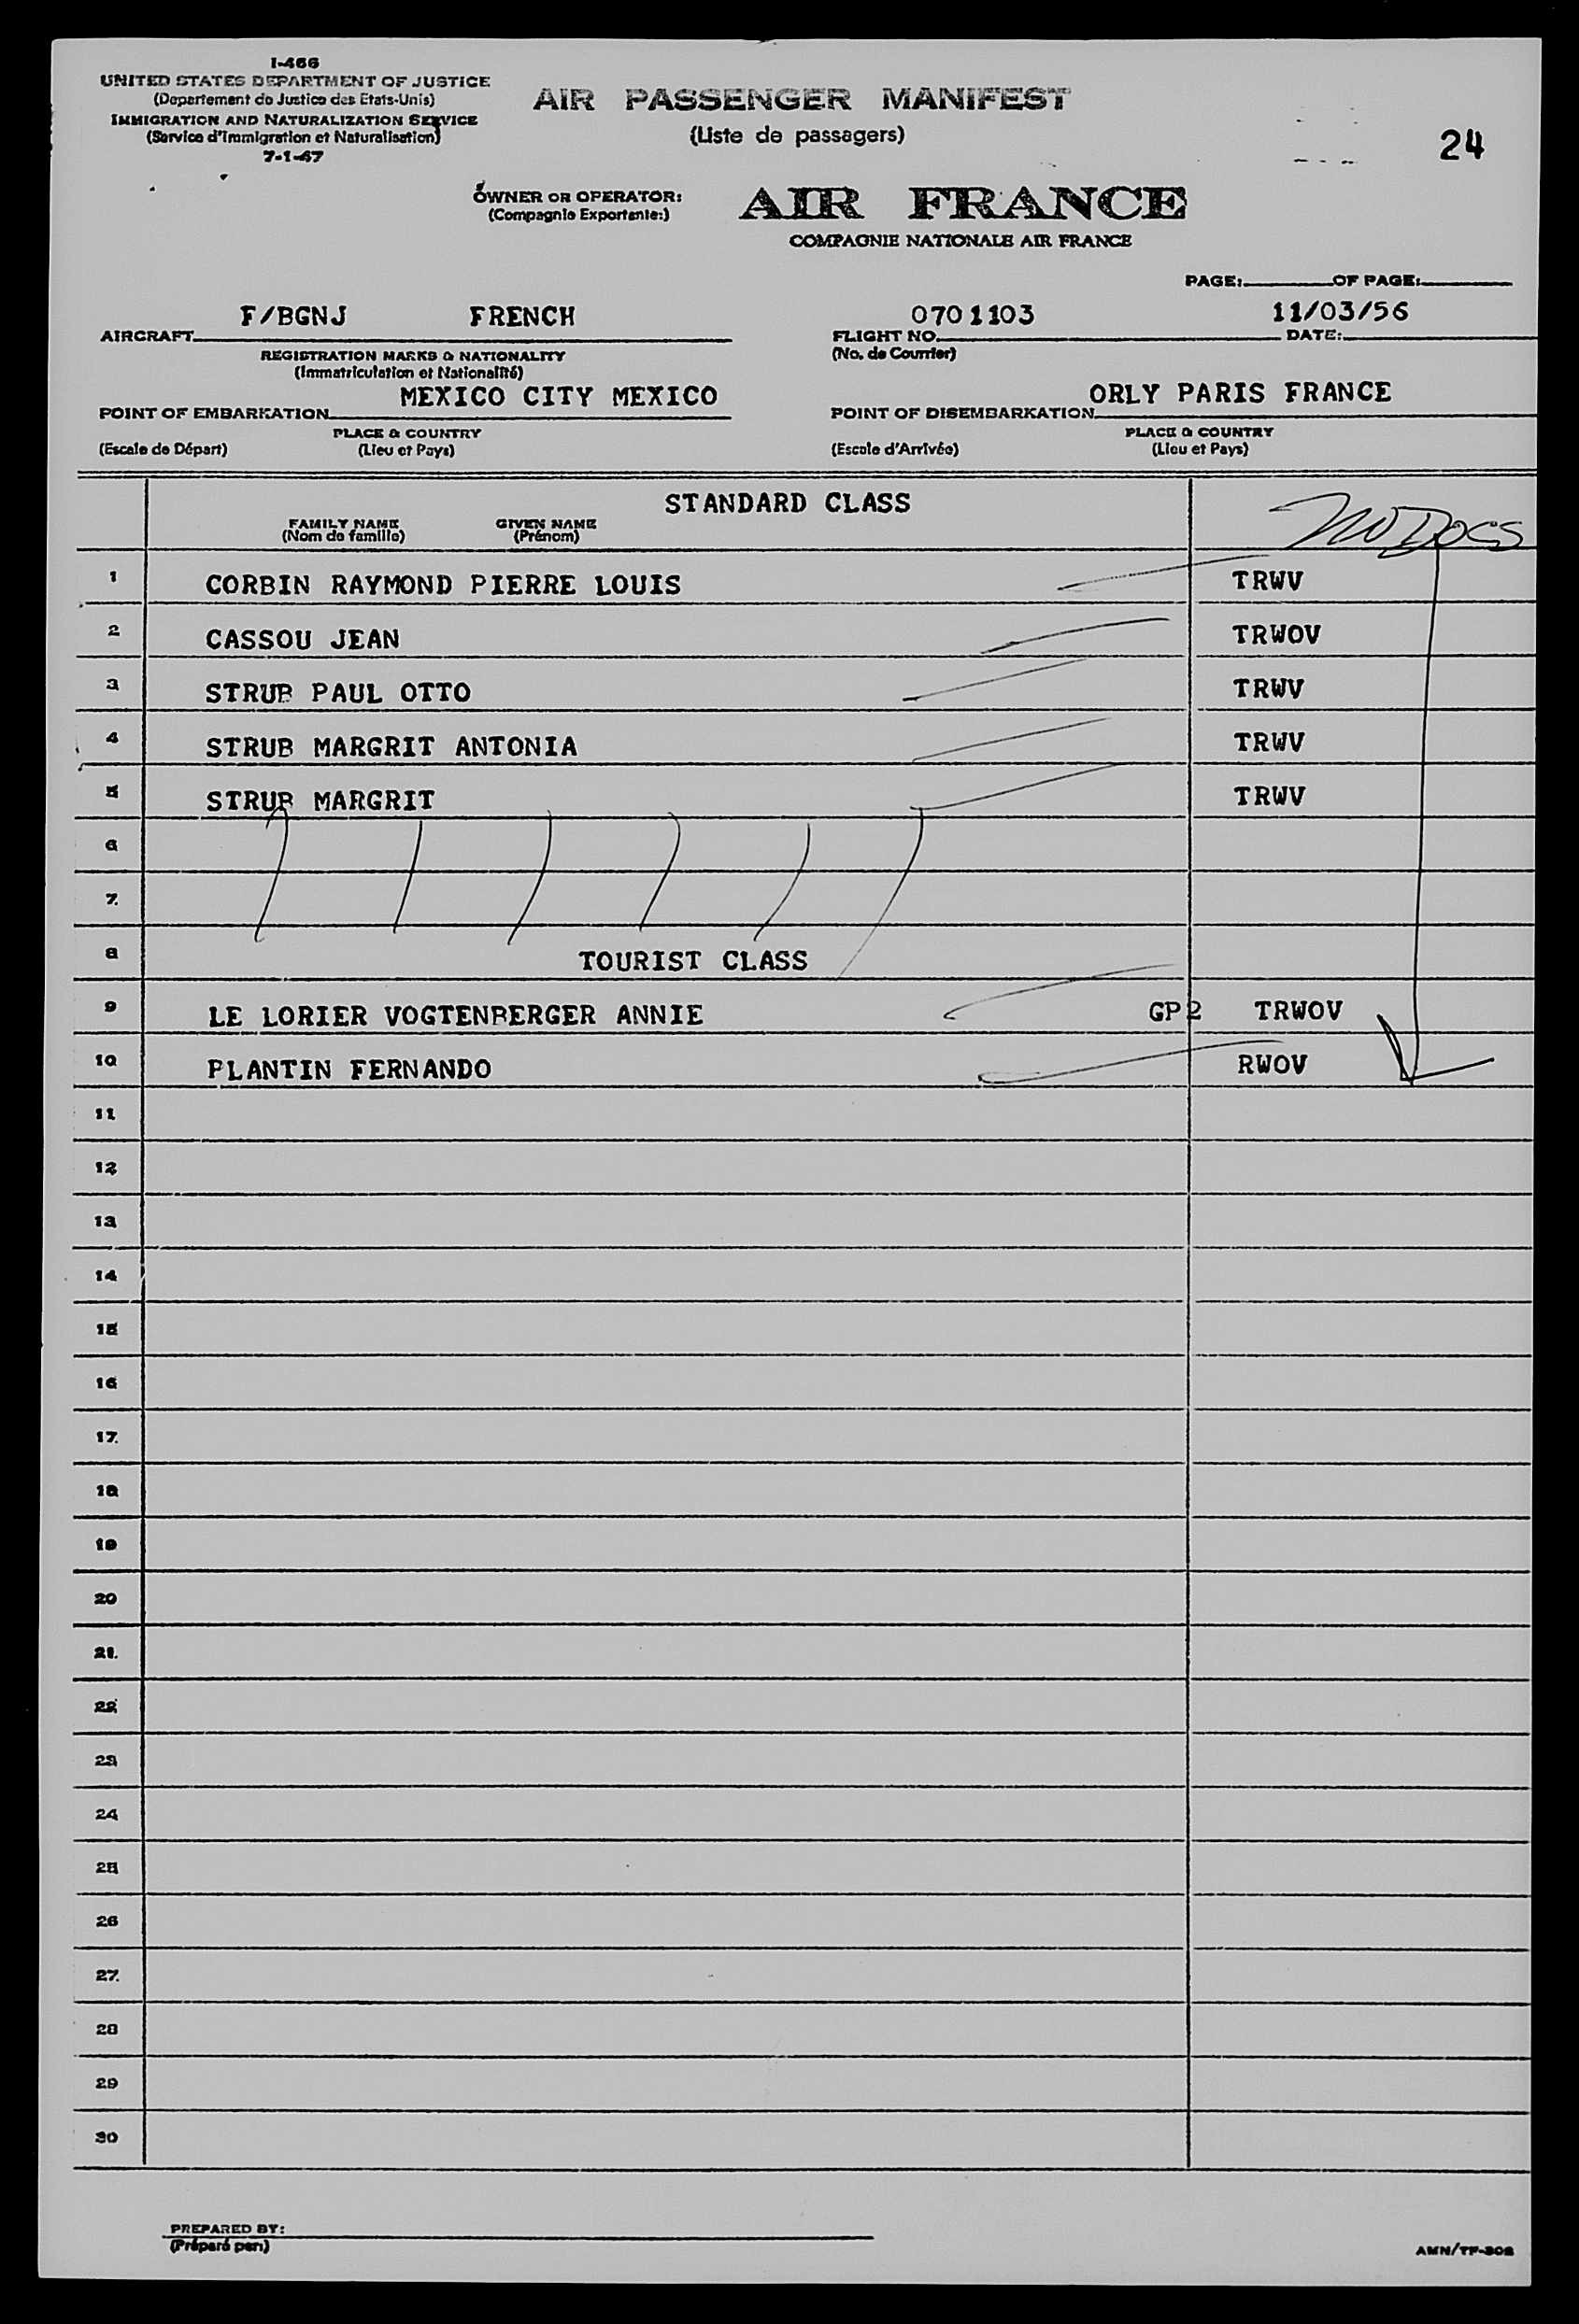 I-466
UNITED STATES DEPARTMENT OF JUSTICE
(Departement de Justice des Etats-Unis)
IMMIGRATION AND NATURALIZATION SERVICE
(Service d'Immigration et Naturalisation)
7-1-47
AIR PASSENGER MANIFEST
(Liste de passagers)
24
OWNER OR OPERATOR:
(Compagnie Exportante:)
AIR FRANCE
COMPAGNIE NATIONALE AIR FRANCE
PAGE: OF PAGE:
F/BGNJ FRENCH 0701103 11/03/56
AIRCRAFT FLIGHT NO. DATE:
REGISTRATION MARKS & NATIONALITY (No. de Courrier)
(Immatriculation et Nationalité)
MEXICO CITY MEXICO ORLY PARIS FRANCE
POINT OF EMBARKATION POINT OF DISEMBARKATION
PLACE & COUNTRY PLACE & COUNTRY
(Escale de Départ) (Lieu et Pays) (Escale d'Arrivée) (Lieu et Pays)
STANDARD CLASS
FAMILY NAME GIVEN NAME
(Nom de famille) (Prénom)
NO DOCS
1 CORBIN RAYMOND PIERRE LOUIS TRWV
2 CASSOU JEAN TRWOV
3 STRUB PAUL OTTO TRWV
4 STRUB MARGRIT ANTONIA TRWV
5 STRUB MARGRIT TRWV
6
7
8 TOURIST CLASS
9 LE LORIER VOGTENBERGER ANNIE GP2 TRWOV
10 PLANTIN FERNANDO RWOV
11
12
13
14
15
16
17
18
19
20
21
22
23
24
25
26
27
28
29
30
PREPARED BY:
(Préparé par:)